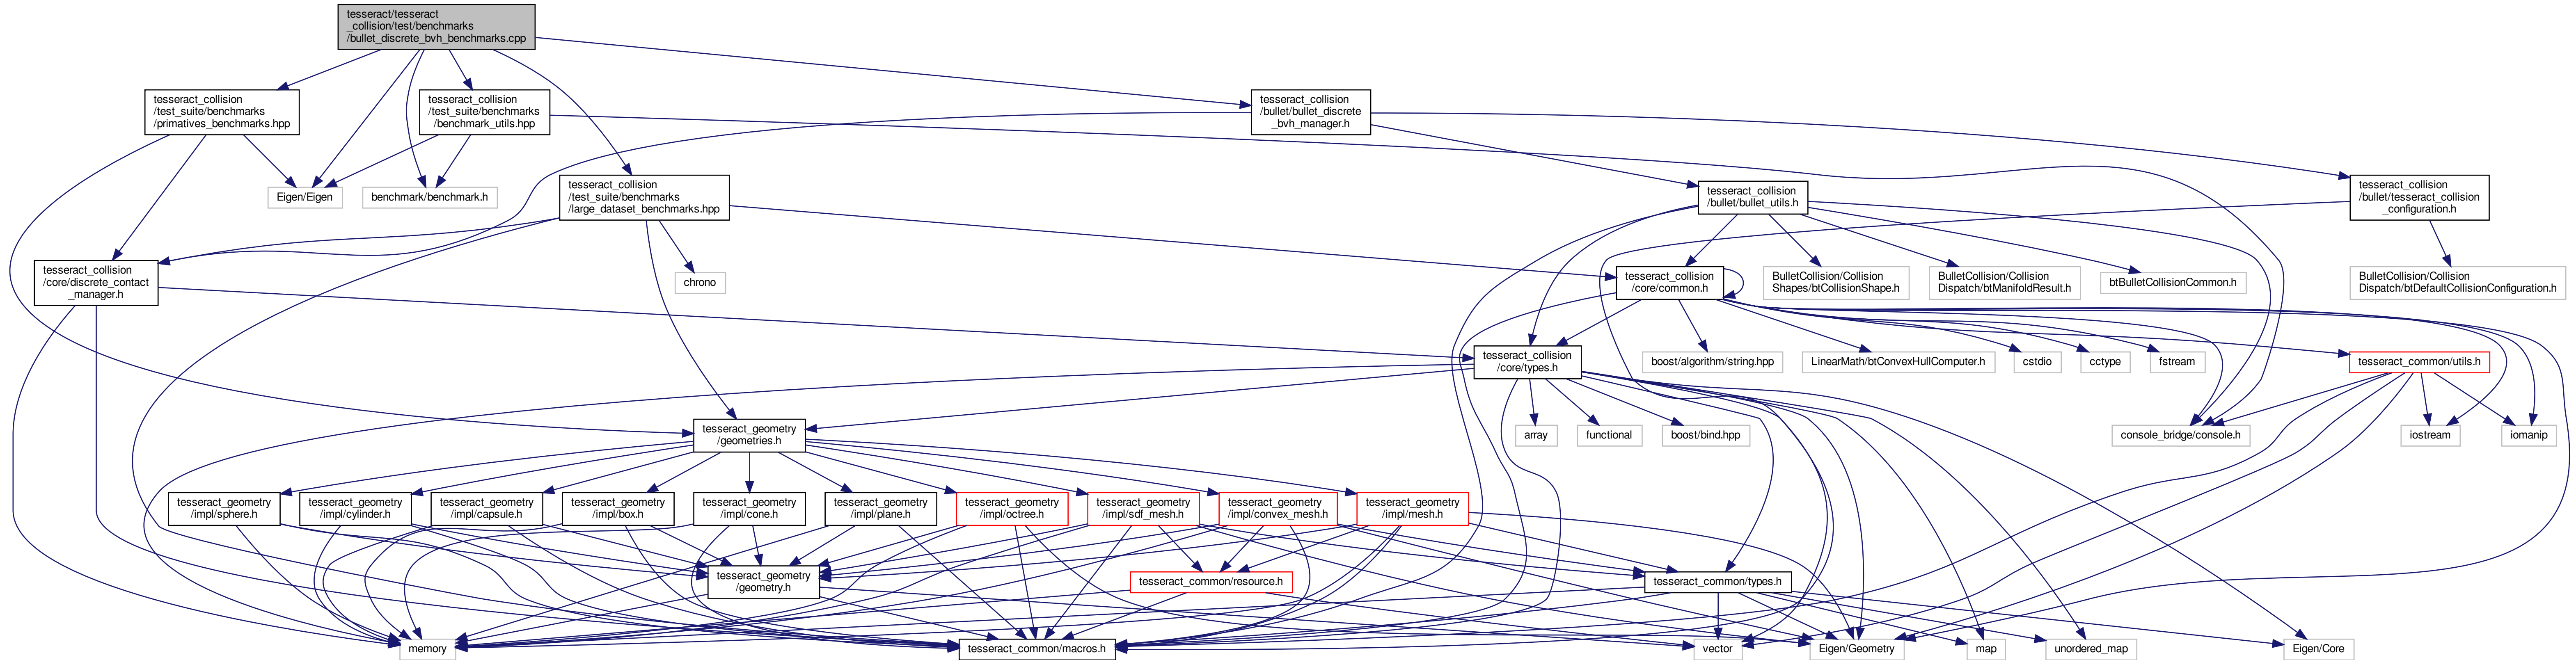 tesseract/tesseract
_collision/test/benchmarks
/bullet_discrete_bvh_benchmarks.cpp
tesseract_collision
/test_suite/benchmarks
/primatives_benchmarks.hpp
tesseract_collision
/test_suite/benchmarks
/benchmark_utils.hpp
tesseract_collision
/bullet/bullet_discrete
_bvh_manager.h
Eigen/Eigen
benchmark/benchmark.h
tesseract_collision
/test_suite/benchmarks
/large_dataset_benchmarks.hpp
tesseract_collision
/bullet/bullet_utils.h
tesseract_collision
/bullet/tesseract_collision
_configuration.h
tesseract_collision
/core/discrete_contact
_manager.h
chrono
tesseract_collision
/core/common.h
BulletCollision/Collision
Shapes/btCollisionShape.h
BulletCollision/Collision
Dispatch/btManifoldResult.h
btBulletCollisionCommon.h
BulletCollision/Collision
Dispatch/btDefaultCollisionConfiguration.h
tesseract_collision
/core/types.h
boost/algorithm/string.hpp
LinearMath/btConvexHullComputer.h
cstdio
cctype
fstream
tesseract_common/utils.h
tesseract_geometry
/geometries.h
array
functional
boost/bind.hpp
console_bridge/console.h
iostream
iomanip
tesseract_geometry
/impl/sphere.h
tesseract_geometry
/impl/cylinder.h
tesseract_geometry
/impl/capsule.h
tesseract_geometry
/impl/box.h
tesseract_geometry
/impl/cone.h
tesseract_geometry
/impl/plane.h
tesseract_geometry
/impl/octree.h
tesseract_geometry
/impl/sdf_mesh.h
tesseract_geometry
/impl/convex_mesh.h
tesseract_geometry
/impl/mesh.h
tesseract_geometry
/geometry.h
tesseract_common/resource.h
tesseract_common/types.h
memory
tesseract_common/macros.h
vector
Eigen/Geometry
map
unordered_map
Eigen/Core